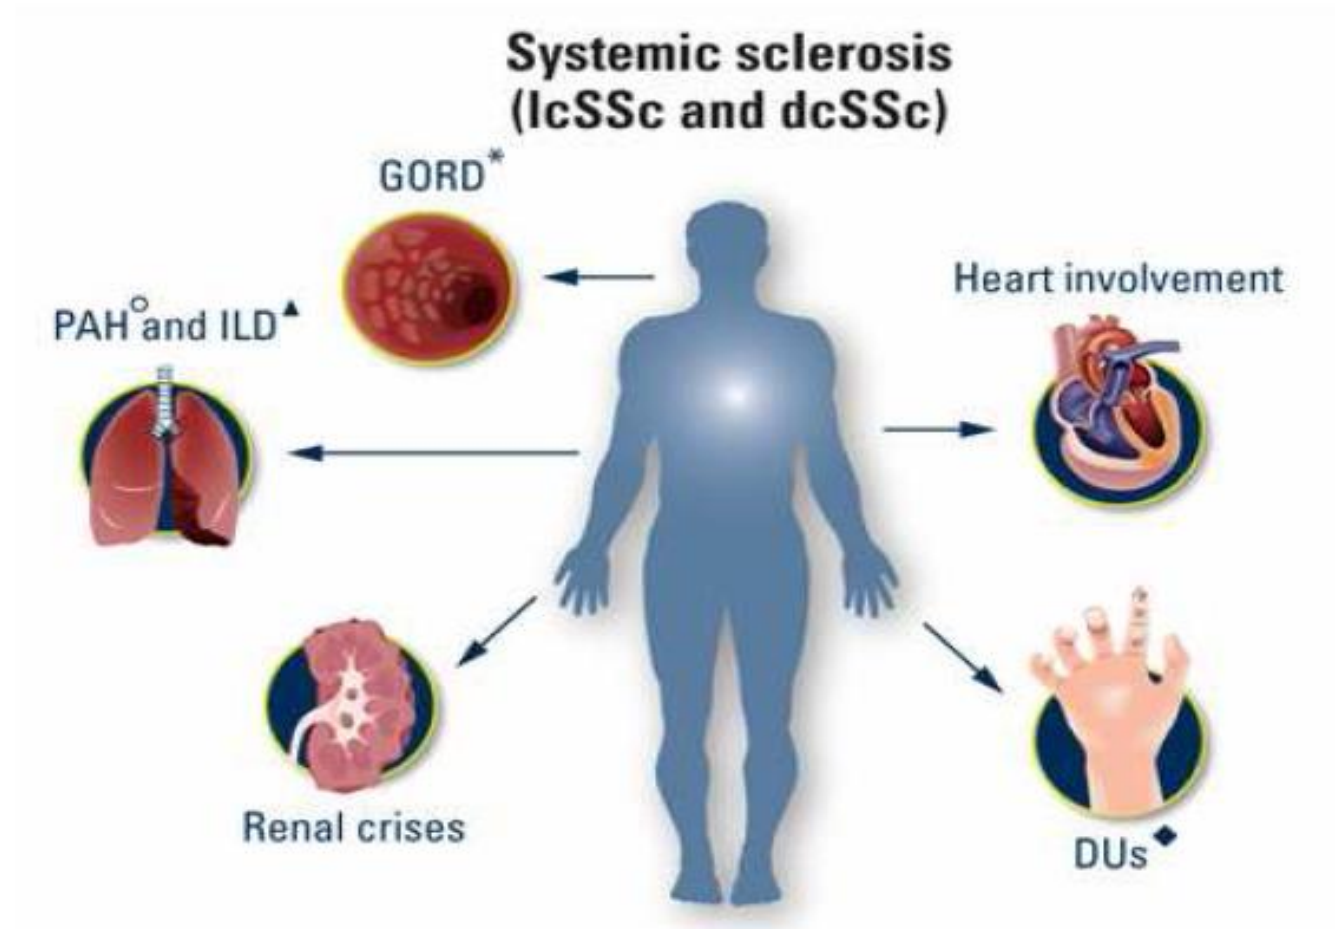 Systemic sclerosis
(lcSSc and dcSSc)
GORD*
Heart involvement
PAH° and ILD▲
Renal crises
DUs◆